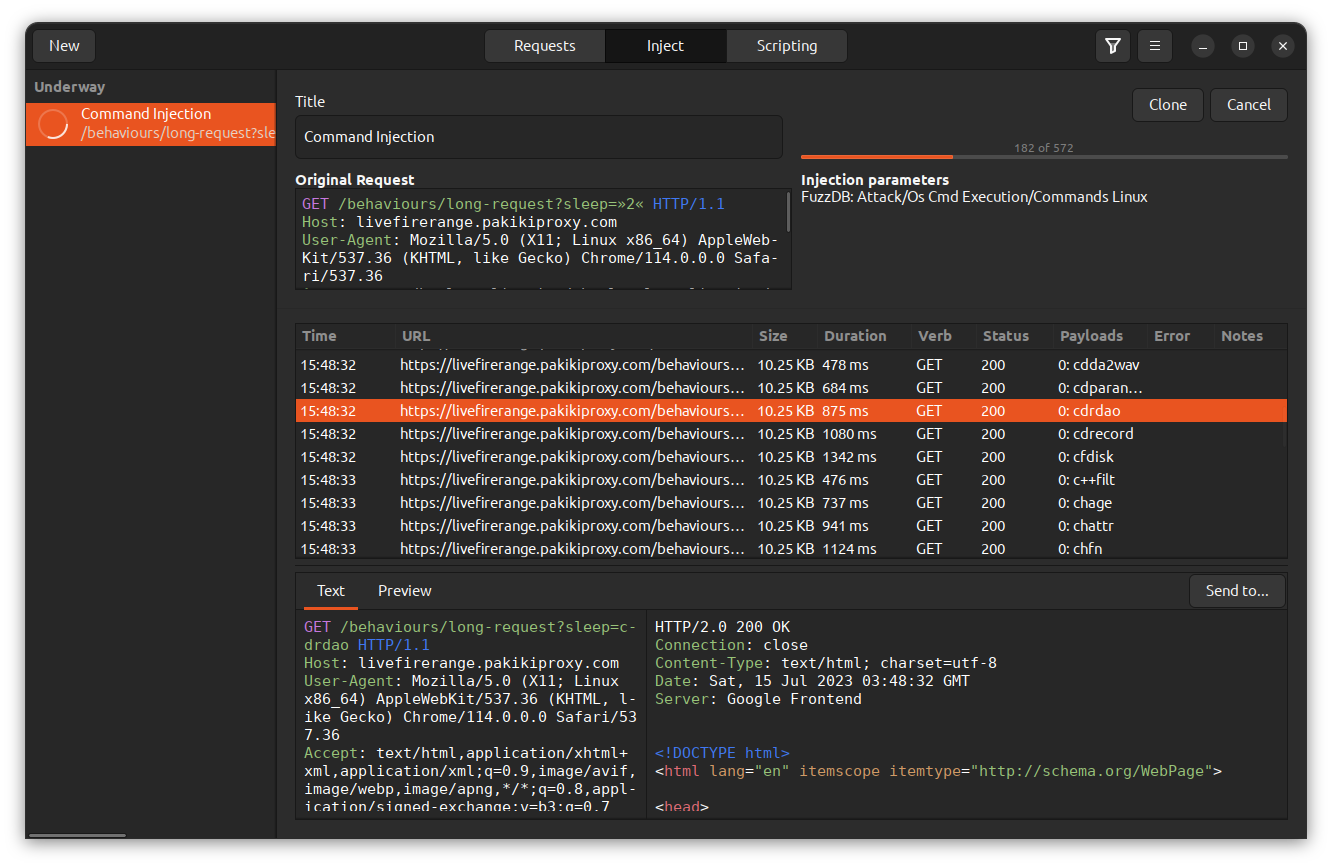 New
Requests
Inject
Scripting
Underway
Command Injection
/behaviours/long-request?sle
Title
Clone
Cancel
Command Injection
182 of 572
Original Request
GET /behaviours/long-request?sleep=»2« HTTP/1.1
Host: livefirerange.pakikiproxy.com
User-Agent: Mozilla/5.0 (X11; Linux x86_64) AppleWeb-
Kit/537.36 (KHTML, like Gecko) Chrome/114.0.0.0 Safa-
ri/537.36
Injection parameters
FuzzDB: Attack/Os Cmd Execution/Commands Linux
Time URL Size Duration Verb Status Payloads Error Notes
15:48:32 https://livefirerange.pakikiproxy.com/behaviours... 10.25 KB 478 ms GET 200 0: cdda2wav
15:48:32 https://livefirerange.pakikiproxy.com/behaviours... 10.25 KB 684 ms GET 200 0: cdparan...
15:48:32 https://livefirerange.pakikiproxy.com/behaviours... 10.25 KB 875 ms GET 200 0: cdrdao
15:48:32 https://livefirerange.pakikiproxy.com/behaviours... 10.25 KB 1080 ms GET 200 0: cdrecord
15:48:32 https://livefirerange.pakikiproxy.com/behaviours... 10.25 KB 1342 ms GET 200 0: cfdisk
15:48:33 https://livefirerange.pakikiproxy.com/behaviours... 10.25 KB 476 ms GET 200 0: c++filt
15:48:33 https://livefirerange.pakikiproxy.com/behaviours... 10.25 KB 737 ms GET 200 0: chage
15:48:33 https://livefirerange.pakikiproxy.com/behaviours... 10.25 KB 941 ms GET 200 0: chattr
15:48:33 https://livefirerange.pakikiproxy.com/behaviours... 10.25 KB 1124 ms GET 200 0: chfn
Text
Preview
Send to...
GET /behaviours/long-request?sleep=c-
drdao HTTP/1.1
Host: livefirerange.pakikiproxy.com
User-Agent: Mozilla/5.0 (X11; Linux
x86_64) AppleWebKit/537.36 (KHTML, l-
ike Gecko) Chrome/114.0.0.0 Safari/53
7.36
Accept: text/html,application/xhtml+
xml,application/xml;q=0.9,image/avif,
image/webp,image/apng,*/*;q=0.8,appl-
ication/signed-exchange;v=b3;q=0.7
HTTP/2.0 200 OK
Connection: close
Content-Type: text/html; charset=utf-8
Date: Sat, 15 Jul 2023 03:48:32 GMT
Server: Google Frontend
<!DOCTYPE html>
<html lang="en" itemscope itemtype="http://schema.org/WebPage">
<head>